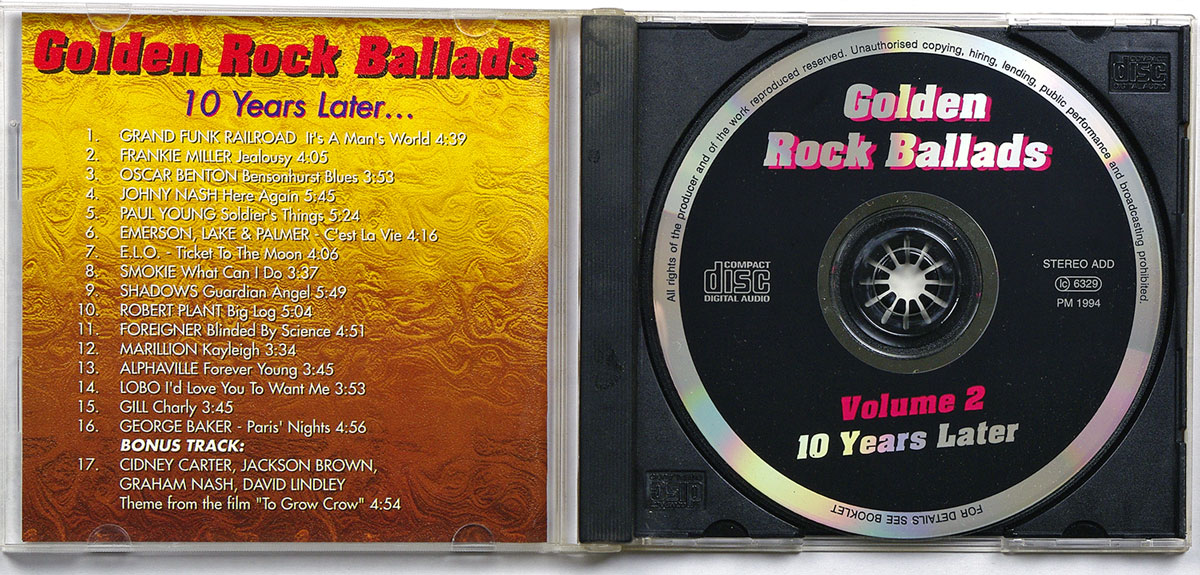 Golden Rock Ballads
10 Years Later...
1. GRAND FUNK RAILROAD It's A Man's World 4:39
2. FRANKIE MILLER Jealousy 4:05
3. OSCAR BENTON Bensonhurst Blues 3:53
4. JOHNY NASH Here Again 5:45
5. PAUL YOUNG Soldier's Things 5:24
6. EMERSON, LAKE & PALMER - C'est La Vie 4:16
7. E.L.O. - Ticket To The Moon 4:06
8. SMOKIE What Can I Do 3:37
9. SHADOWS Guardian Angel 5:49
10. ROBERT PLANT Big Log 5:04
11. FOREIGNER Blinded By Science 4:51
12. MARILLION Kayleigh 3:34
13. ALPHAVILLE Forever Young 3:45
14. LOBO I'd Love You To Want Me 3:53
15. GILL Charly 3:45
16. GEORGE BAKER - Paris' Nights 4:56
BONUS TRACK:
17. CIDNEY CARTER, JACKSON BROWN,
GRAHAM NASH, DAVID LINDLEY
Theme from the film "To Grow Crow" 4:54
All rights of the producer and of the work reproduced reserved. Unauthorised copying, hiring, lending, public performance and broadcasting prohibited.
Golden
Rock Ballads
COMPACT
disc
DIGITAL AUDIO
STEREO ADD
lc 6329
PM 1994
Volume 2
10 Years Later
FOR DETAILS SEE BOOKLET
COMPACT
disc
DIGITAL AUDIO